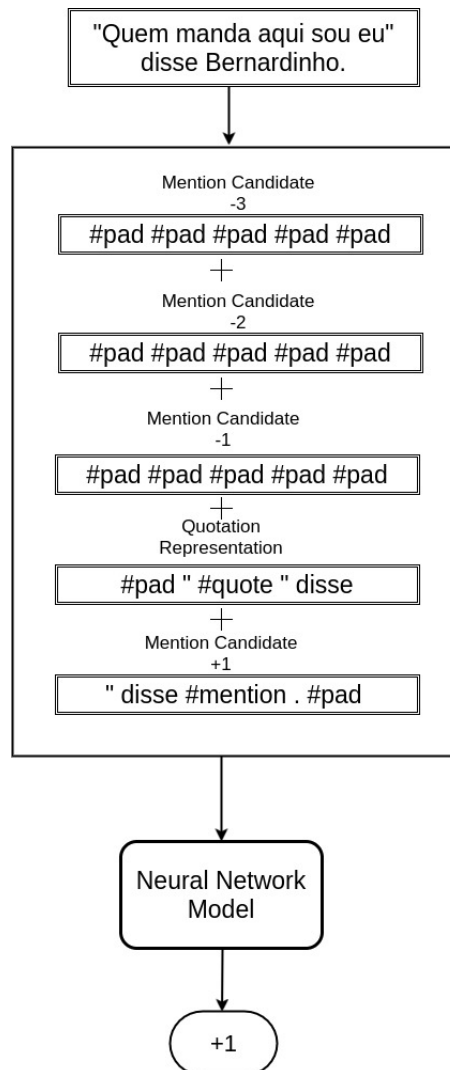 "Quem manda aqui sou eu"
disse Bernardinho.
Mention Candidate
-3
#pad #pad #pad #pad #pad
+
Mention Candidate
-2
#pad #pad #pad #pad #pad
+
Mention Candidate
-1
#pad #pad #pad #pad #pad
+
Quotation
Representation
#pad " #quote " disse
+
Mention Candidate
+1
" disse #mention . #pad
Neural Network
Model
+1